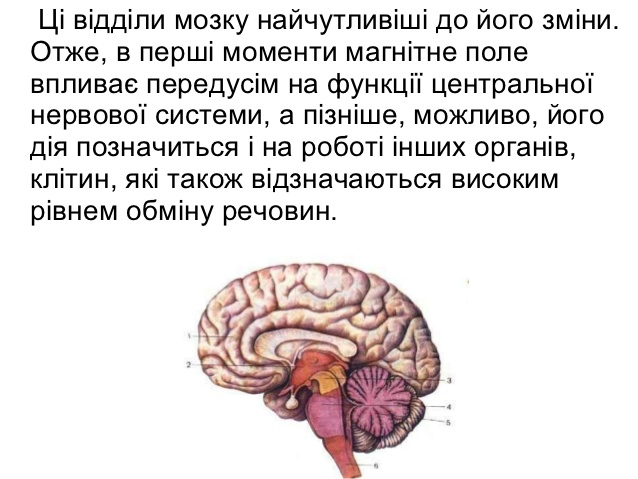 Ці відділи мозку найчутливіші до його зміни.
Отже, в перші моменти магнітне поле
впливає передусім на функції центральної
нервової системи, а пізніше, можливо, його
дія позначиться і на роботі інших органів,
клітин, які також відзначаються високим
рівнем обміну речовин.
1
2
3
4
5
6